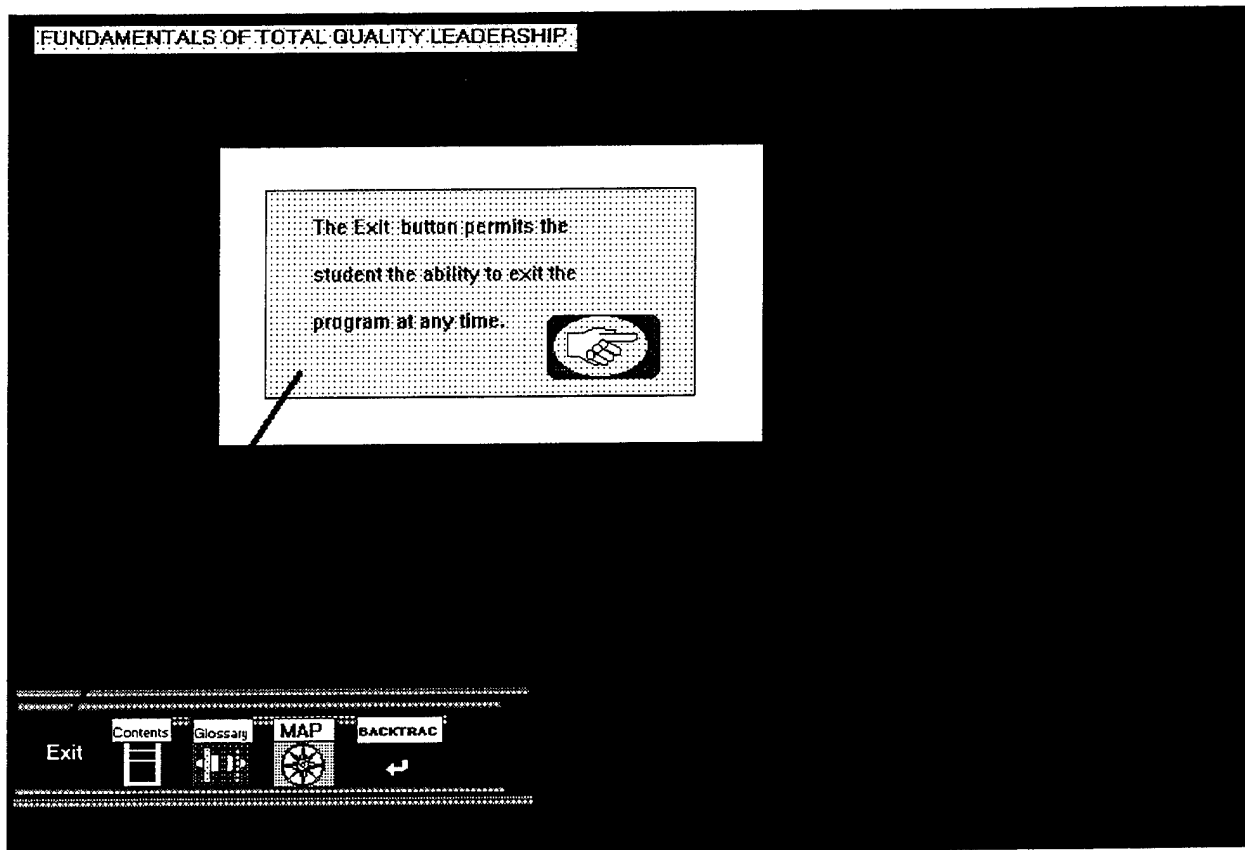 FUNDAMENTALS OF TOTAL QUALITY LEADERSHIP
The Exit button permits the
student the ability to exit the
program at any time.
Exit
Contents
Glossary
MAP
BACKTRAC